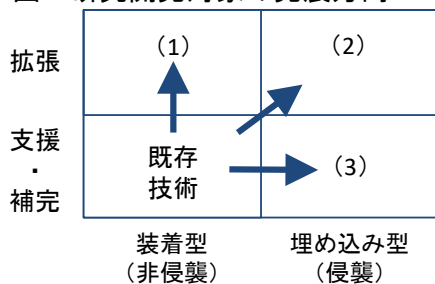 拡張
(1)
(2)
支援
・
補完
既存
技術
(3)
装着型
(非侵襲)
埋め込み型
(侵襲)